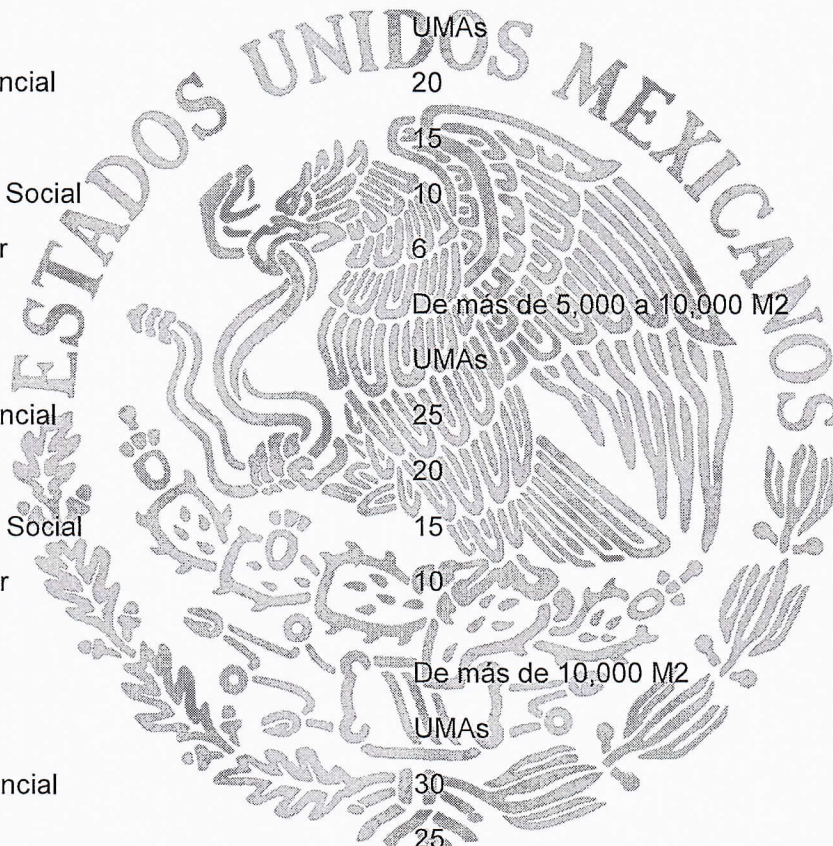 UMAs
ncial 20
15
Social 10
r 6
De más de 5,000 a 10,000 M2
UMAs
ncial 25
20
Social 15
r 10
De más de 10,000 M2
UMAs
ncial 30
25
ESTADOS UNIDOS MEXICANOS